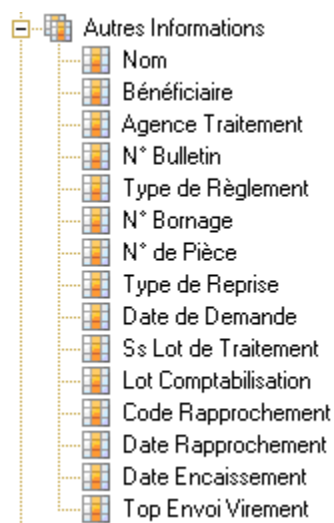 Autres Informations
Nom
Bénéficiaire
Agence Traitement
N° Bulletin
Type de Règlement
N° Bornage
N° de Pièce
Type de Reprise
Date de Demande
Ss Lot de Traitement
Lot Comptabilisation
Code Rapprochement
Date Rapprochement
Date Encaissement
Top Envoi Virement